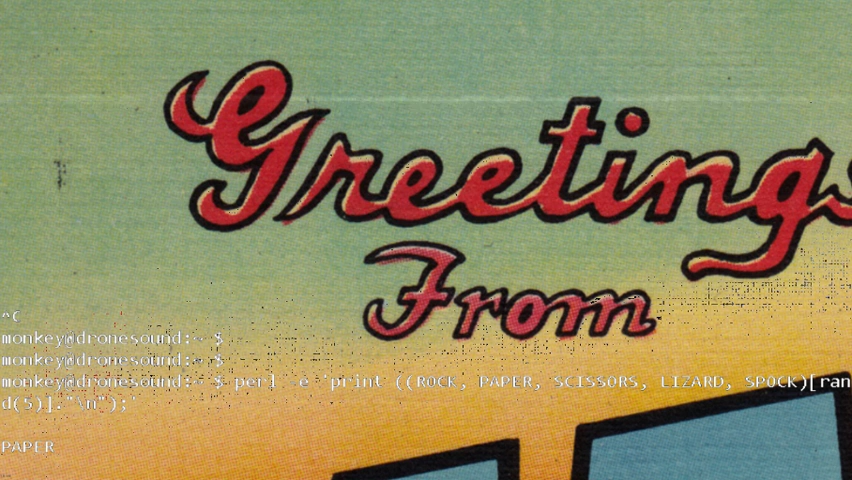 Greetings
From
^C
monkey@dronesound:~ $
monkey@dronesound:~ $
monkey@dronesound:~ $ perl -e 'print ((ROCK, PAPER, SCISSORS, LIZARD, SPOCK)[ran
d(5)]."\n");'
PAPER